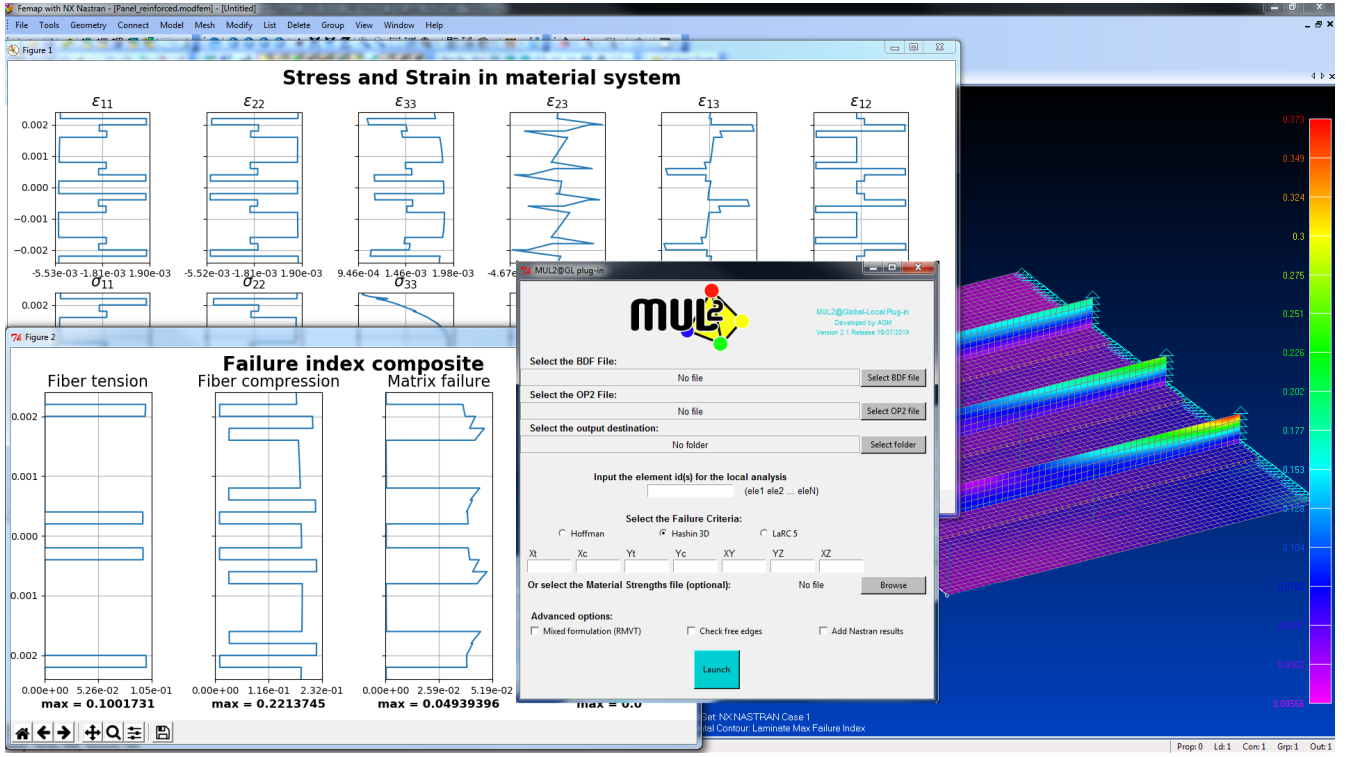 Femap with NX Nastran - [Panel_reinforced.modfem] - [Untitled]
File Tools Geometry Connect Model Mesh Modify List Delete Group View Window Help
Figure 1
Stress and Strain in material system
ε11 ε22 ε33 ε23 ε13 ε12
0.002
0.001
0.000
−0.001
−0.002
-5.53e-03 -1.81e-03 1.90e-03 -5.52e-03 -1.81e-03 1.90e-03 9.46e-04 1.46e-03 1.98e-03 -4.67e
σ11 σ22 σ33
0.002
Figure 2
Failure index composite
Fiber tension Fiber compression Matrix failure
0.002
0.001
0.000
0.001
0.002
0.00e+00 5.26e-02 1.05e-01 0.00e+00 1.16e-01 2.32e-01 0.00e+00 2.59e-02 5.19e-02
max = 0.1001731 max = 0.2213745 max = 0.04939396 max = 0.0
MUL2@GL plug-in
MUL2
MUL2@Global-Local Plug-in
Developed by AGM
Version 2.1 Release 18/07/2019
Select the BDF File:
No file Select BDF file
Select the OP2 File:
No file Select OP2 file
Select the output destination:
No folder Select folder
Input the element id(s) for the local analysis
(ele1 ele2 ... eleN)
Select the Failure Criteria:
Hoffman Hashin 3D LaRC 5
Xt Xc Yt Yc XY YZ XZ
Or select the Material Strengths file (optional): No file Browse
Advanced options:
Mixed formulation (RMVT) Check free edges Add Nastran results
Launch
0.373
0.349
0.324
0.3
0.275
0.251
0.226
0.202
0.177
0.153
0.128
0.104
0.0102
0.00566
Set: NX NASTRAN Case 1
tal Contour: Laminate Max Failure Index
Prop: 0 Ld: 1 Con: 1 Grp: 1 Out: 1